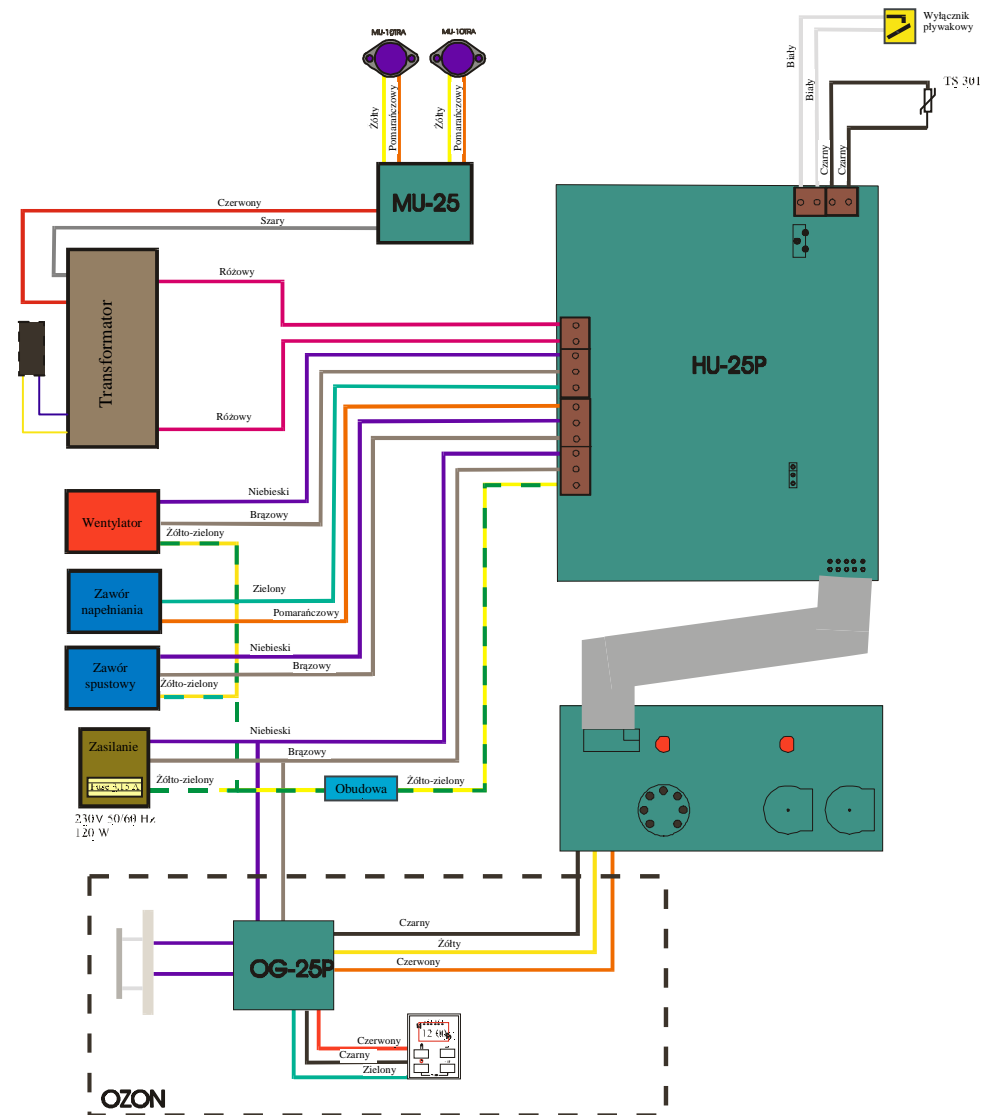 MU-10TRA
MU-10TRA
Wyłącznik
pływakowy
Biały
Biały
TS 301
Czarny
Czarny
Żółty
Pomarańczowy
Żółty
Pomarańczowy
MU-25
Czerwony
Szary
Różowy
Transformator
HU-25P
Różowy
Niebieski
Wentylator
Brązowy
Żółto-zielony
Zawór
napełniania
Zielony
Pomarańczowy
Niebieski
Zawór
spustowy
Brązowy
Żółto-zielony
Niebieski
Zasilanie
Brązowy
Żółto-zielony
Obudowa
Żółto-zielony
230V 50/60 Hz
120 W
Czarny
Żółty
Czerwony
OG-25P
Czerwony
Czarny
Zielony
OZON